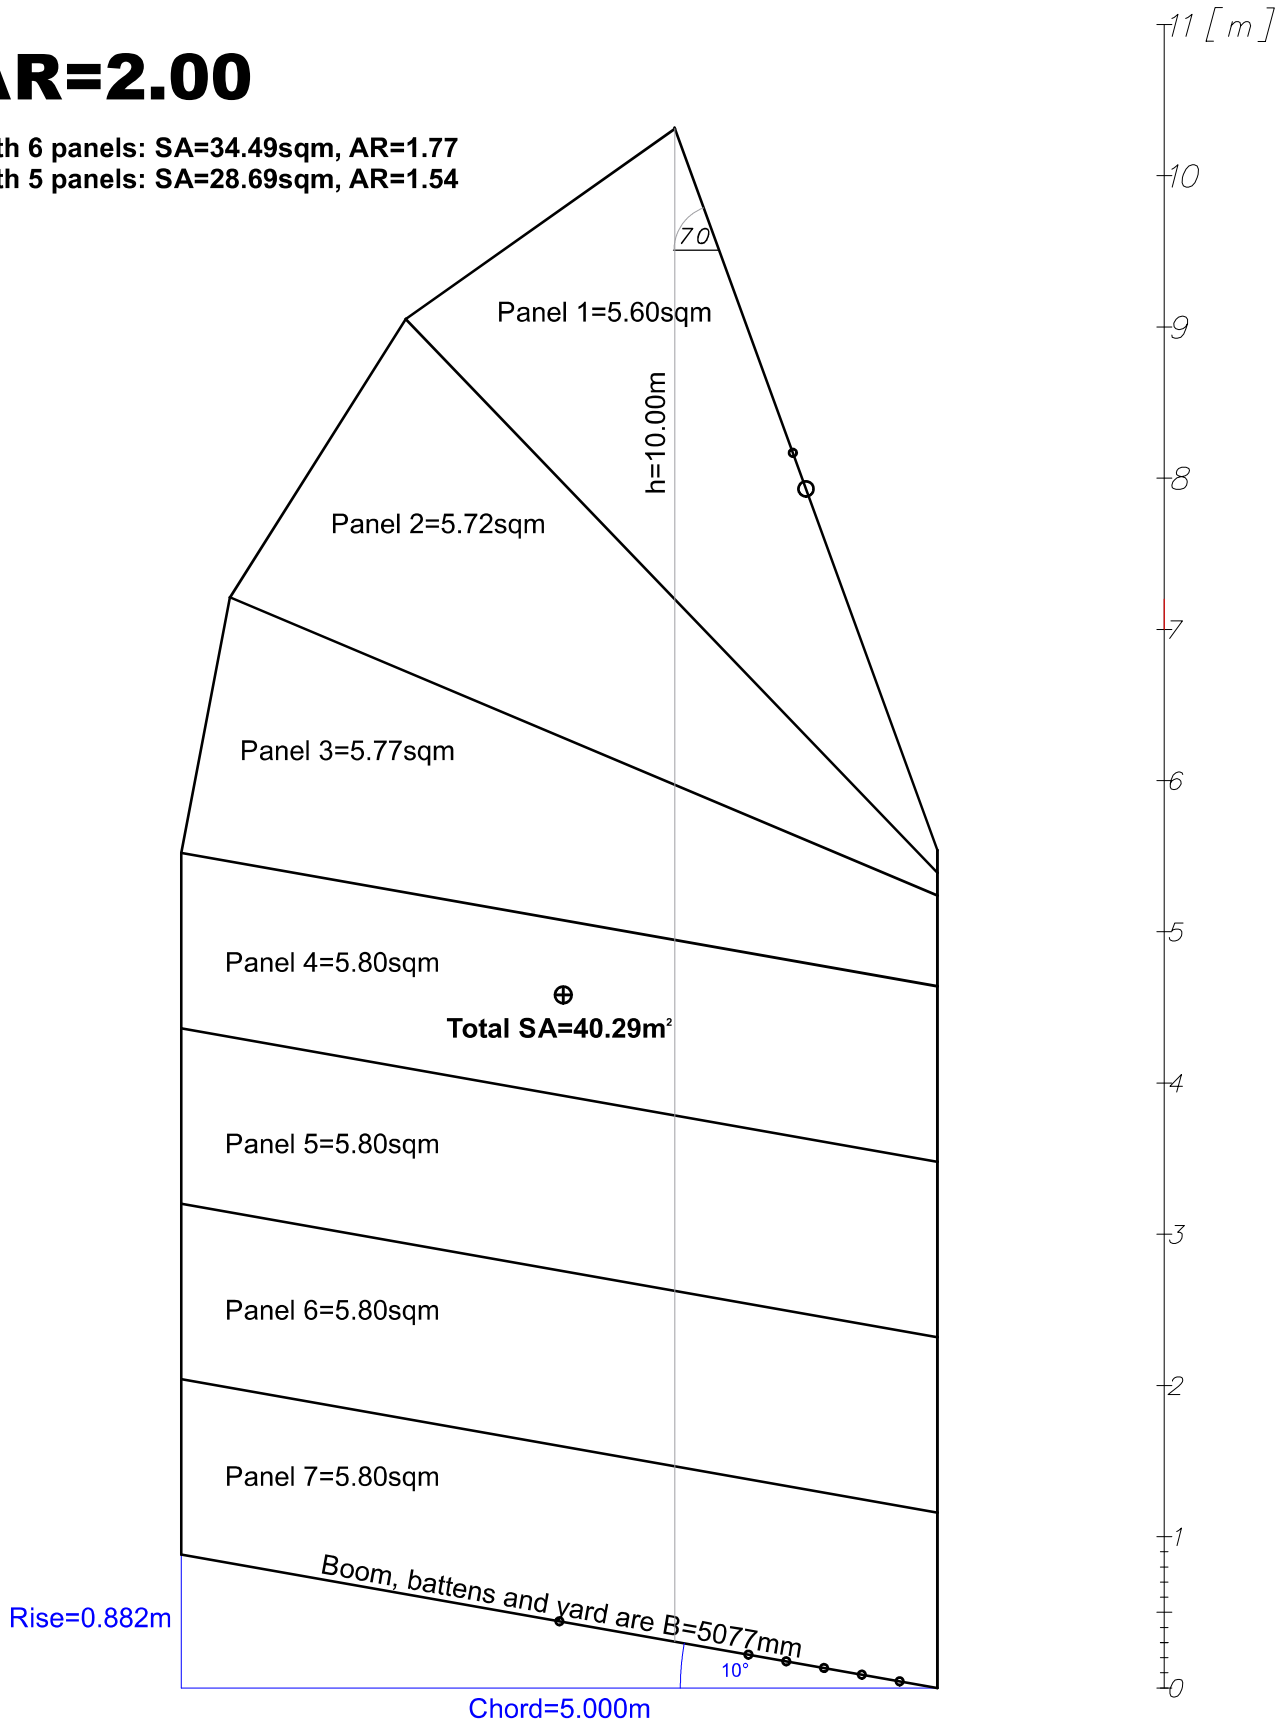 AR=2.00
th 6 panels: SA=34.49sqm, AR=1.77
th 5 panels: SA=28.69sqm, AR=1.54
11 [m]
10
9
8
7
6
5
4
3
2
1
0
70
Panel 1=5.60sqm
h=10.00m
Panel 2=5.72sqm
Panel 3=5.77sqm
Panel 4=5.80sqm
Total SA=40.29m²
Panel 5=5.80sqm
Panel 6=5.80sqm
Panel 7=5.80sqm
Boom, battens and yard are B=5077mm
Rise=0.882m
10°
Chord=5.000m